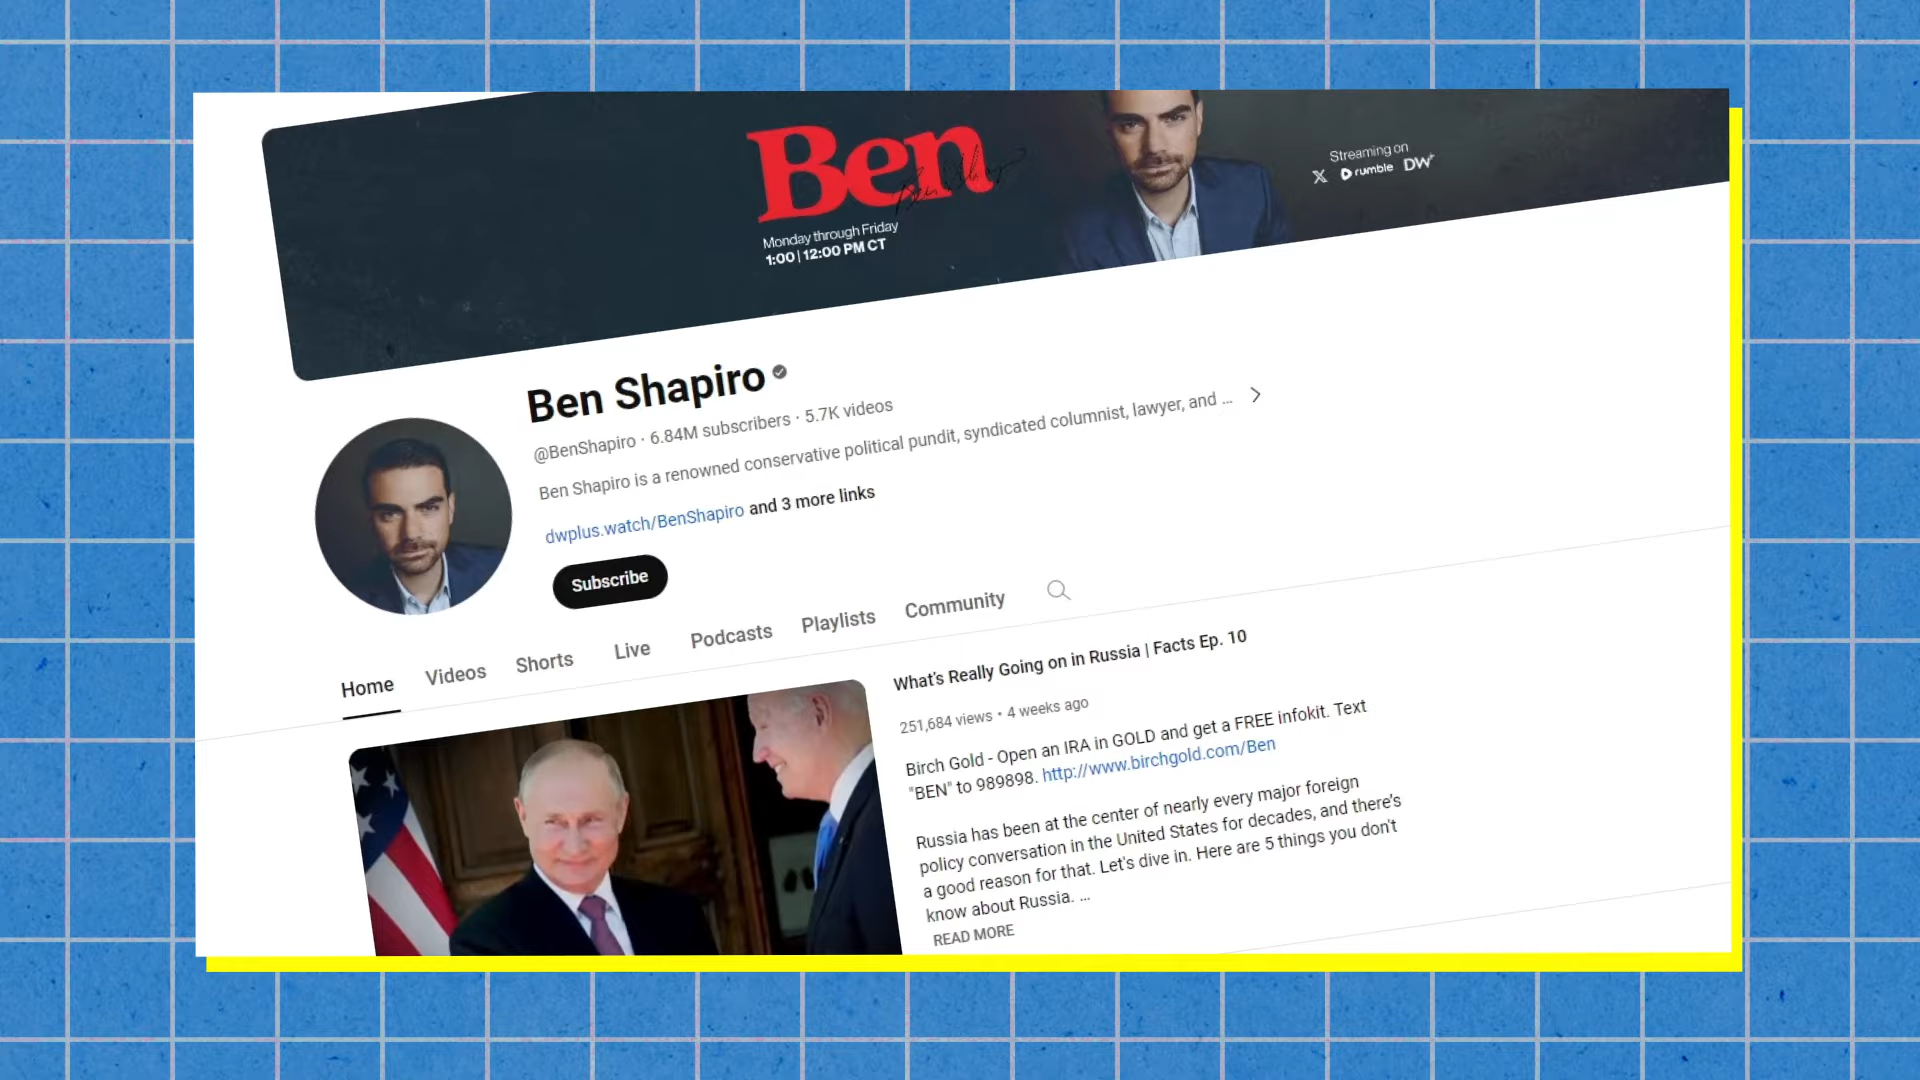 Ben
Ben Shapiro
Monday through Friday
1:00 | 12:00 PM CT
Streaming on
X rumble DW+
Ben Shapiro
@BenShapiro · 6.84M subscribers · 5.7K videos
Ben Shapiro is a renowned conservative political pundit, syndicated columnist, lawyer, and ...
dwplus.watch/BenShapiro and 3 more links
Subscribe
Home Videos Shorts Live Podcasts Playlists Community
What's Really Going on in Russia | Facts Ep. 10
251,684 views • 4 weeks ago
Birch Gold - Open an IRA in GOLD and get a FREE infokit. Text
"BEN" to 989898. http://www.birchgold.com/Ben
Russia has been at the center of nearly every major foreign
policy conversation in the United States for decades, and there's
a good reason for that. Let's dive in. Here are 5 things you don't
know about Russia. ...
READ MORE